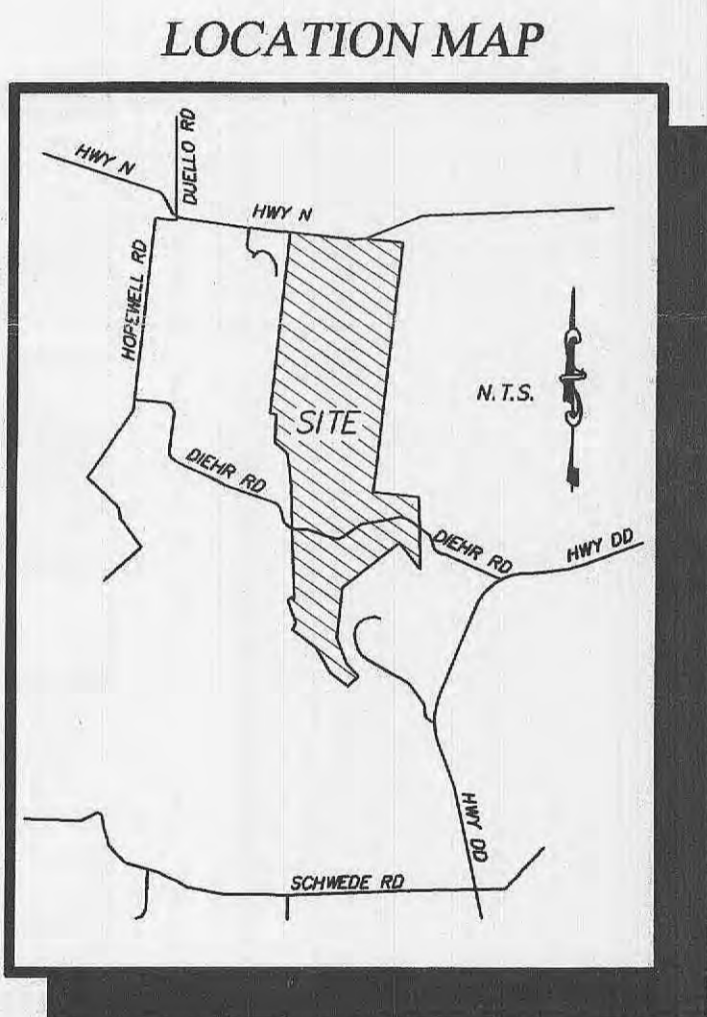 LOCATION MAP
HWY N
DUELLO RD
HWY N
HOPEWELL RD
N.T.S.
SITE
DIEHR RD
DIEHR RD
HWY DD
HWY DD
SCHWEDE RD